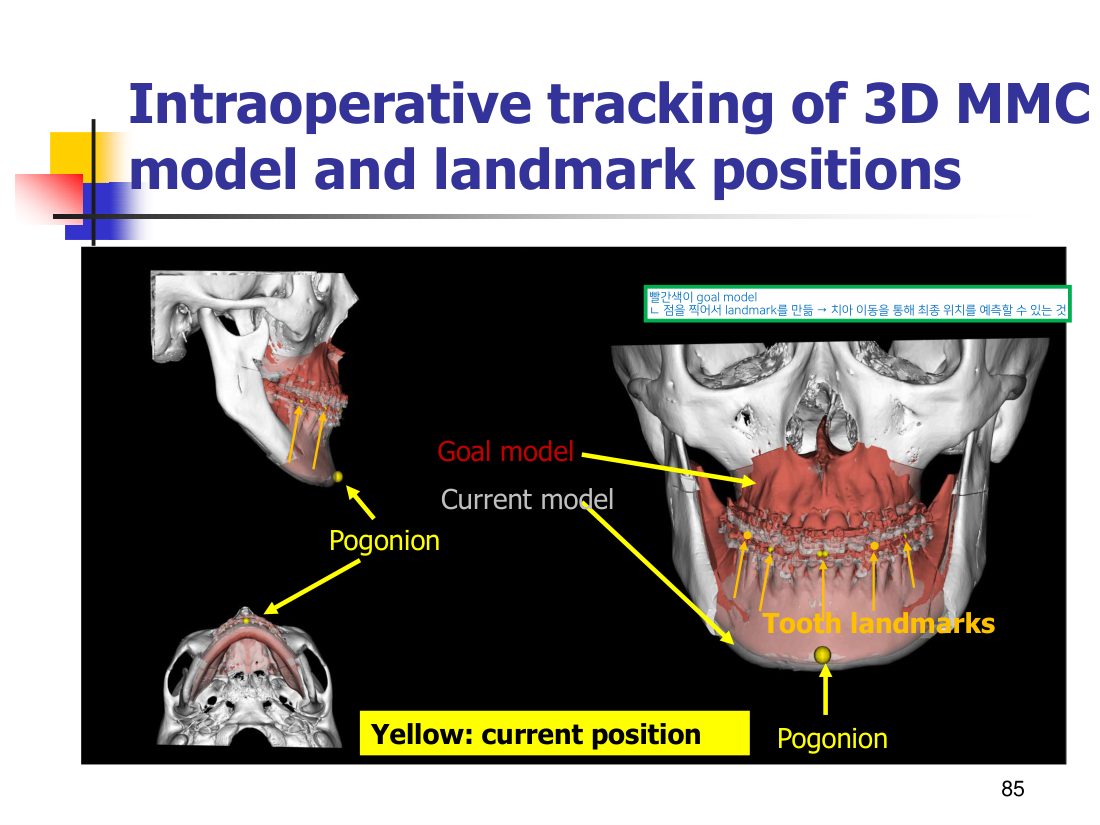 Intraoperative tracking of 3D MMC
model and landmark positions
빨간색이 goal model
ㄴ 점을 찍어서 landmark를 만듦 → 치아 이동을 통해 최종 위치를 예측할 수 있는 것
Goal model
Current model
Pogonion
Tooth landmarks
Yellow: current position
Pogonion
85